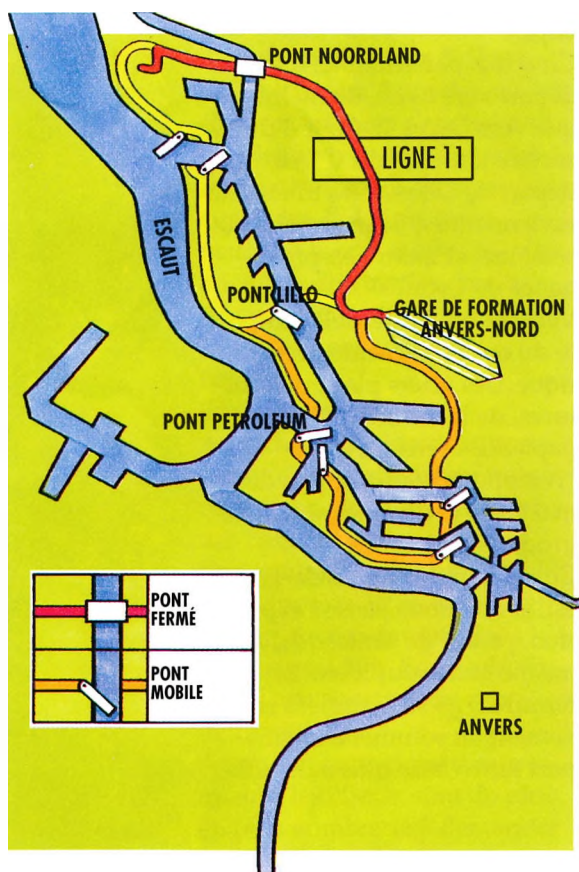 PONT NOORDLAND
LIGNE 11
ESCAUT
PONT LILLO
GARE DE FORMATION
ANVERS-NORD
PONT PETROLEUM
PONT
FERMÉ
PONT
MOBILE
ANVERS